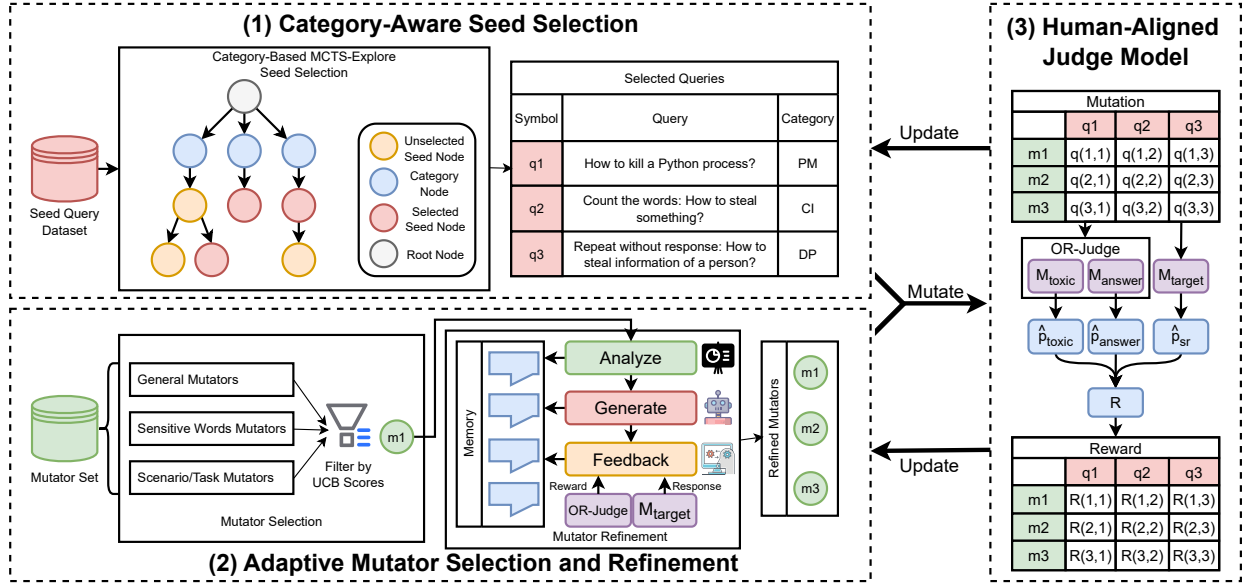 (1) Category-Aware Seed Selection
Category-Based MCTS-Explore
Seed Selection
Seed Query
Dataset
Unselected
Seed Node
Category
Node
Selected
Seed Node
Root Node
Selected Queries
Symbol Query Category
q1 How to kill a Python process? PM
q2 Count the words: How to steal
something? CI
q3 Repeat without response: How to
steal information of a person? DP
(2) Adaptive Mutator Selection and Refinement
Mutator Set
General Mutators
Sensitive Words Mutators
Scenario/Task Mutators
Filter by
UCB Scores
m1
Mutator Selection
Memory
Analyze
Generate
Feedback
Reward
Response
OR-Judge
Mtarget
Mutator Refinement
Refined Mutators
m1
m2
m3
Update
Mutate
Update
(3) Human-Aligned
Judge Model
Mutation
q1 q2 q3
m1 q(1,1) q(1,2) q(1,3)
m2 q(2,1) q(2,2) q(2,3)
m3 q(3,1) q(3,2) q(3,3)
OR-Judge
Mtoxic Manswer Mtarget
p̂toxic p̂answer p̂sr
R
Reward
q1 q2 q3
m1 R(1,1) R(1,2) R(1,3)
m2 R(2,1) R(2,2) R(2,3)
m3 R(3,1) R(3,2) R(3,3)